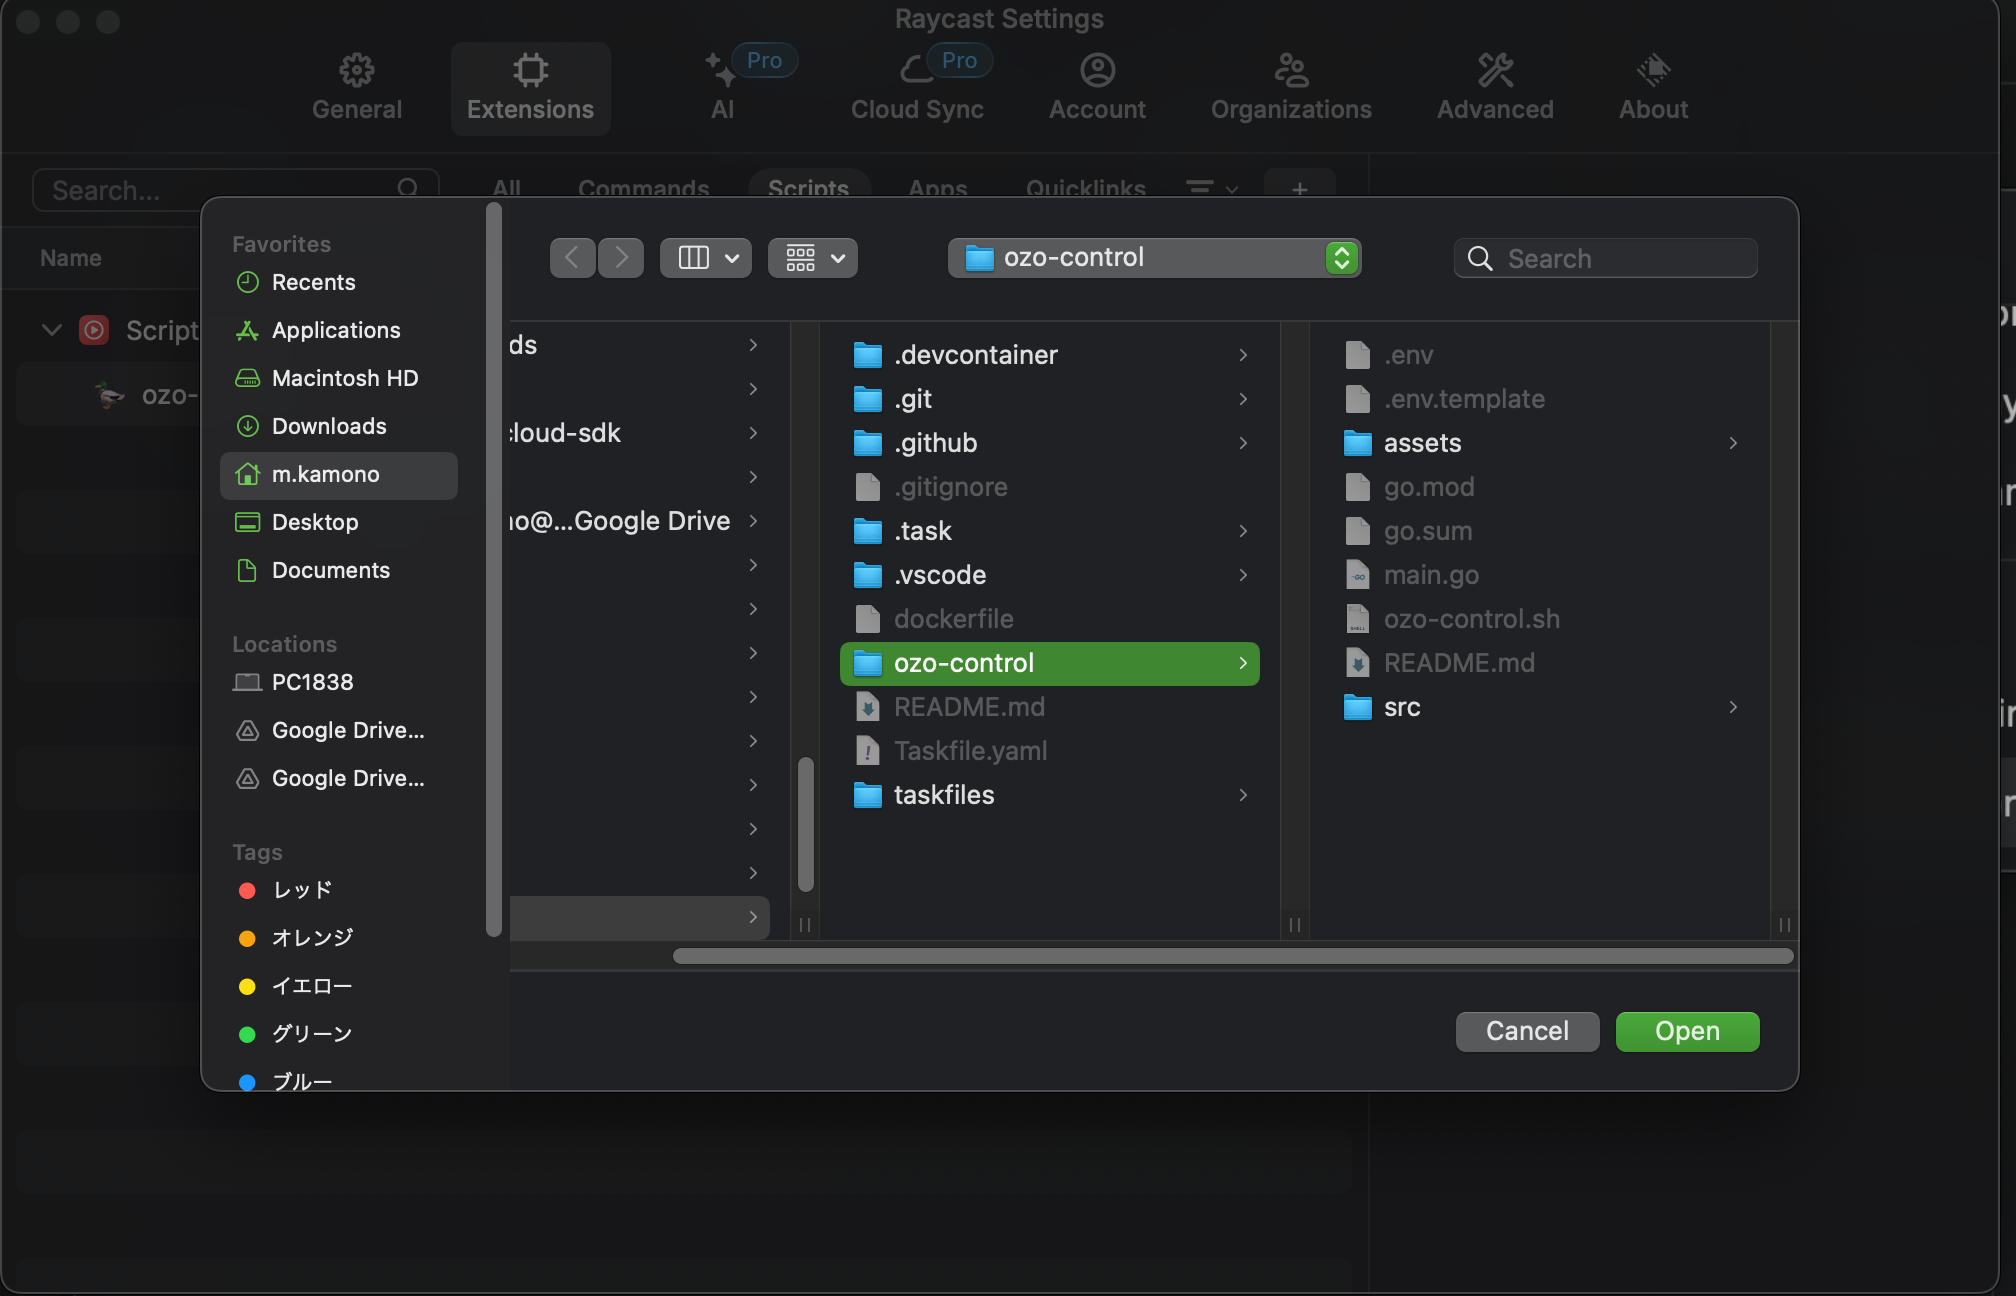 Raycast Settings
General
Extensions
Pro
AI
Pro
Cloud Sync
Account
Organizations
Advanced
About
Search...
All
Commands
Scripts
Apps
Quicklinks
+
Name
Script
ozo-
Favorites
Recents
Applications
Macintosh HD
Downloads
m.kamono
Desktop
Documents
Locations
PC1838
Google Drive...
Google Drive...
Tags
レッド
オレンジ
イエロー
グリーン
ブルー
ozo-control
Search
ds
cloud-sdk
no@...Google Drive
.devcontainer
.git
.github
.gitignore
.task
.vscode
dockerfile
ozo-control
README.md
Taskfile.yaml
taskfiles
.env
.env.template
assets
go.mod
go.sum
main.go
ozo-control.sh
README.md
src
Cancel
Open